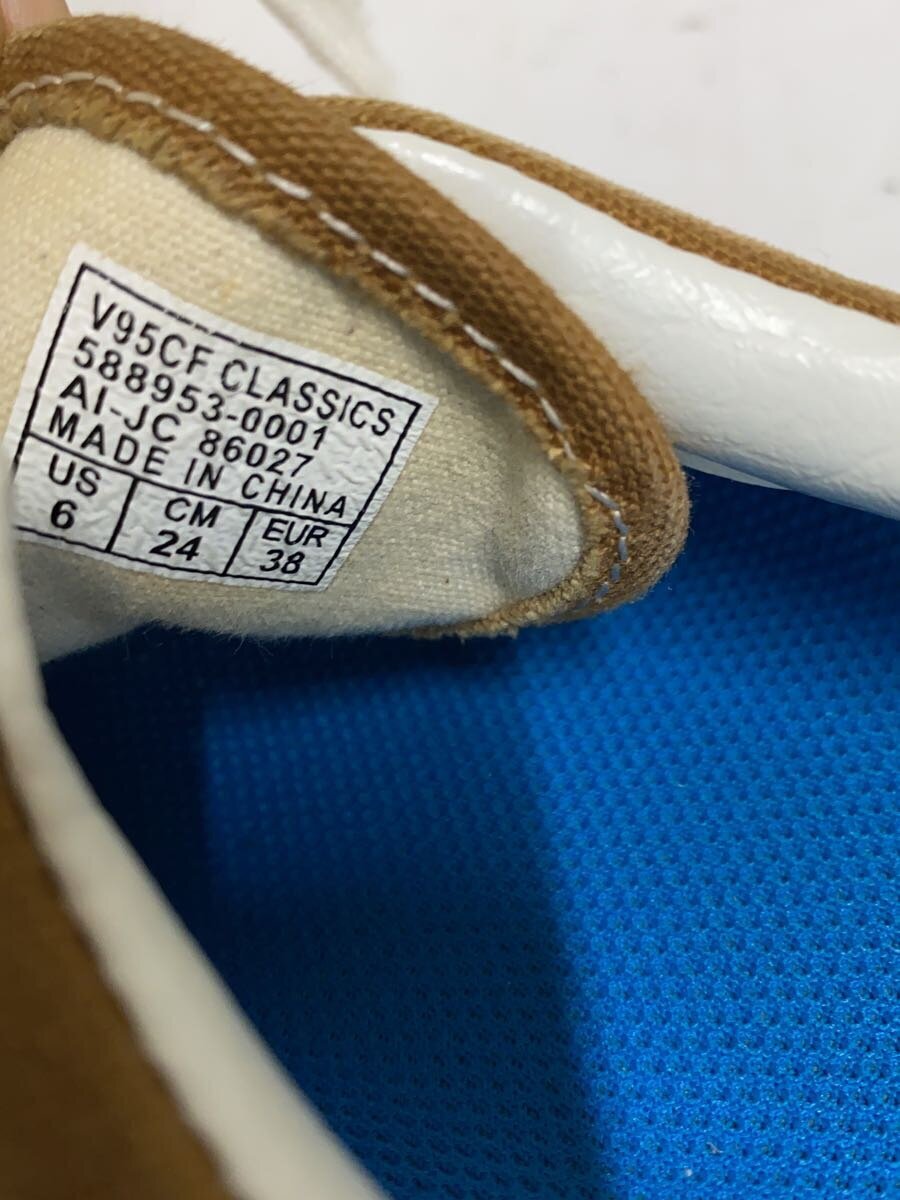 V95CF CLASSICS
588953-0001
AI-JC 86027
MADE IN CHINA
US CM EUR
6 24 38